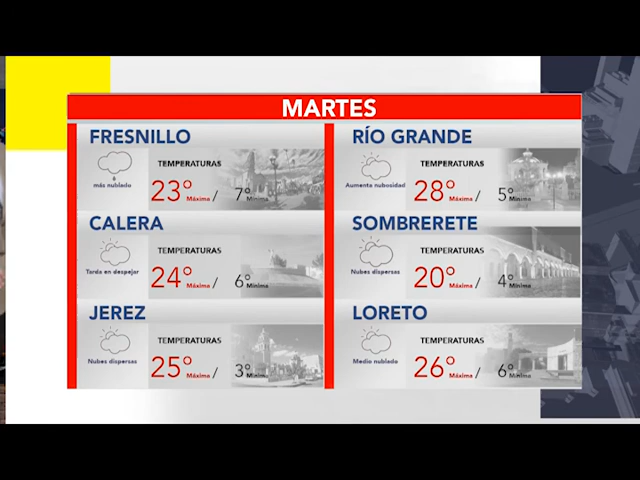 MARTES
FRESNILLO
más nublado
TEMPERATURAS
23° Máxima / 7° Mínima
CALERA
Tarda en despejar
TEMPERATURAS
24° Máxima / 6° Mínima
JEREZ
Nubes dispersas
TEMPERATURAS
25° Máxima / 3° Mínima
RÍO GRANDE
Aumenta nubosidad
TEMPERATURAS
28° Máxima / 5° Mínima
SOMBRERETE
Nubes dispersas
TEMPERATURAS
20° Máxima / 4° Mínima
LORETO
Medio nublado
TEMPERATURAS
26° Máxima / 6° Mínima